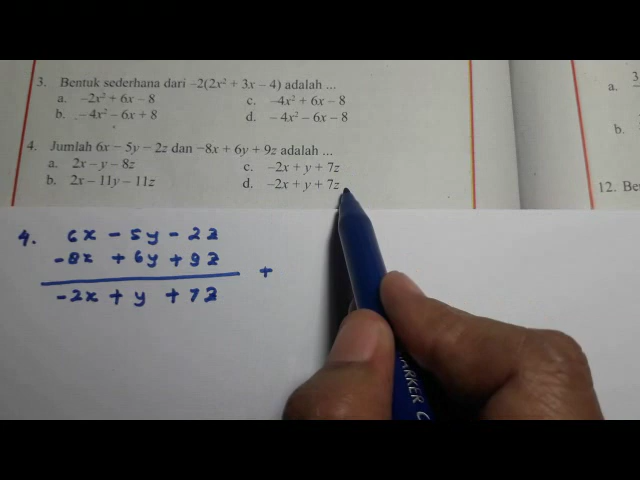 3. Bentuk sederhana dari –2(2x² + 3x – 4) adalah ...
a. –2x² + 6x – 8
c. –4x² + 6x – 8
b. – 4x² – 6x + 8
d. – 4x² – 6x – 8
4. Jumlah 6x – 5y – 2z dan –8x + 6y + 9z adalah ...
a. 2x – y – 8z
c. –2x + y + 7z
b. 2x – 11y – 11z
d. –2x + y + 7z
a. 3
b.
12.
4. 6x - 5y - 2z
-8x + 6y + 9z
+
-2x + y + 7z